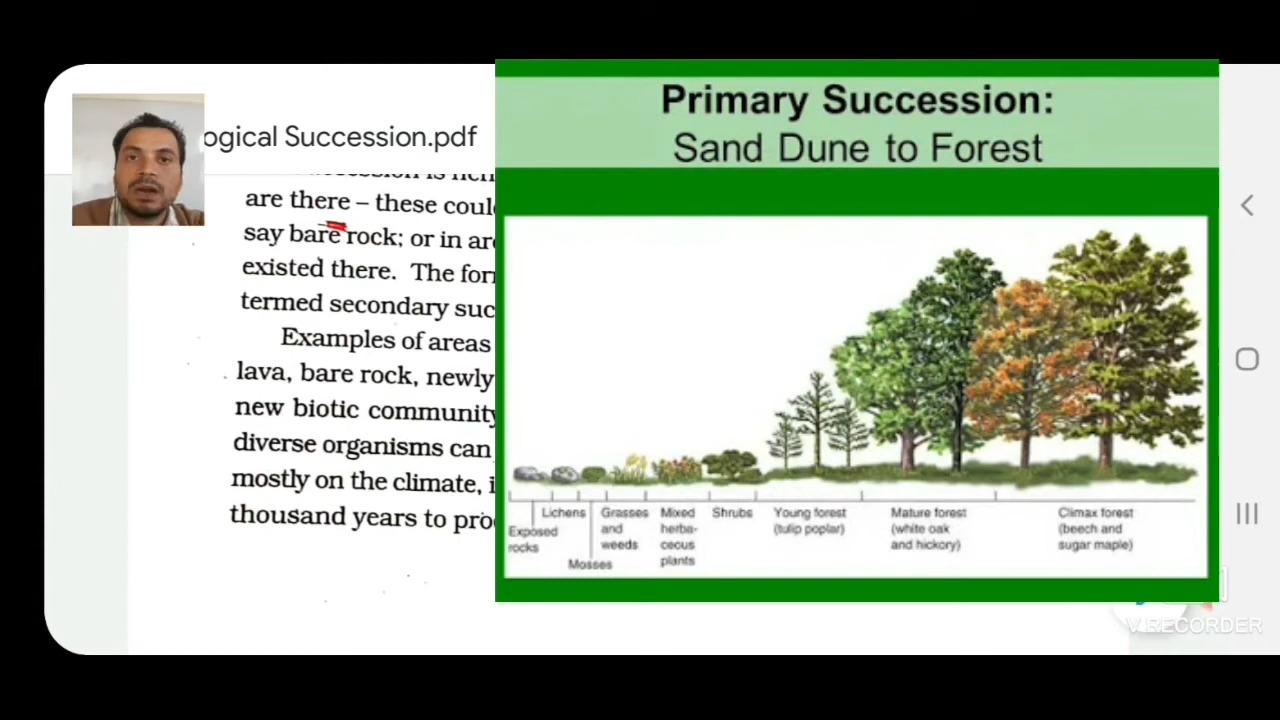 ogical Succession.pdf
are there – these coul
say bare rock; or in are
existed there. The for
termed secondary suc
Examples of areas
lava, bare rock, newly
new biotic community
diverse organisms can
mostly on the climate, i
thousand years to pro
Primary Succession:
Sand Dune to Forest
Exposed
rocks
Lichens
Mosses
Grasses
and
weeds
Mixed
herba-
cecus
plants
Shrubs
Young forest
(tulip poplar)
Mature forest
(white oak
and hickory)
Climax forest
(beech and
sugar maple)
V RECORDER